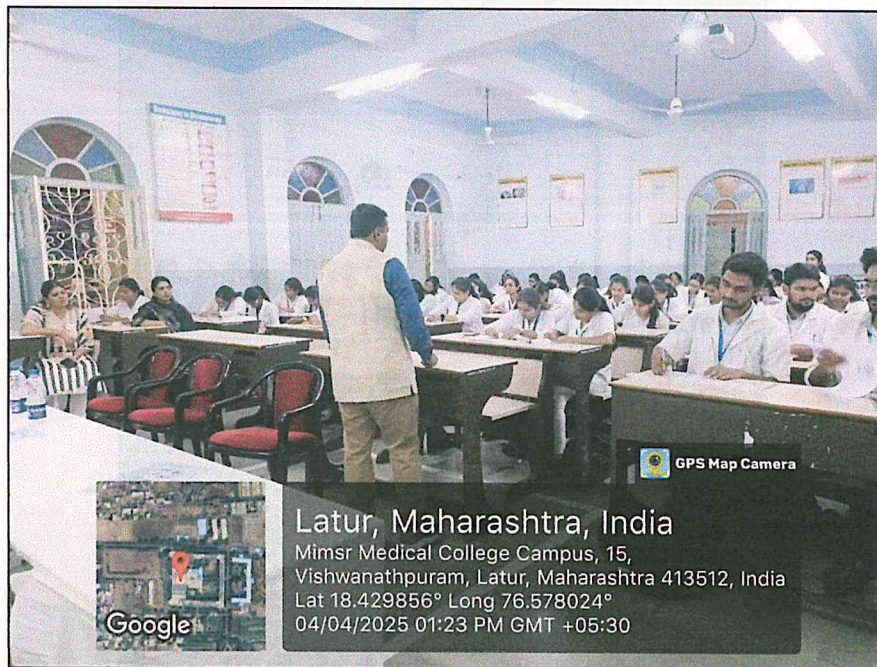 GPS Map Camera
Latur, Maharashtra, India
Mimsr Medical College Campus, 15,
Vishwanathpuram, Latur, Maharashtra 413512, India
Lat 18.429856° Long 76.578024°
04/04/2025 01:23 PM GMT +05:30
Google